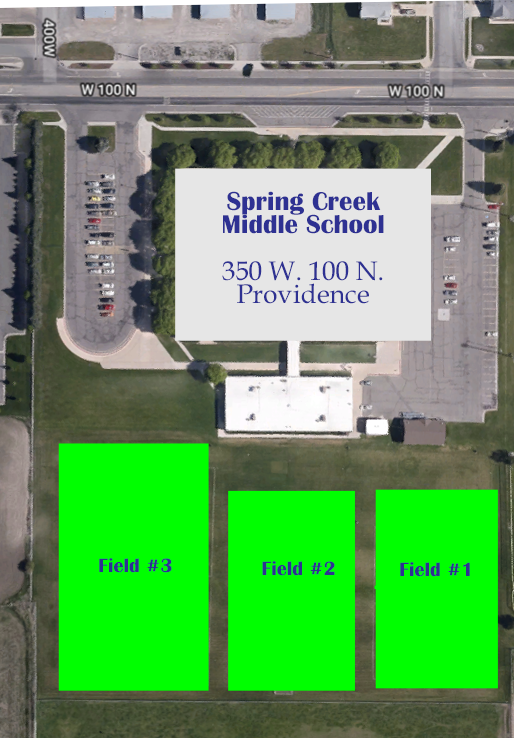 400W
W 100 N
W 100 N
Spring Creek
Middle School
350 W. 100 N.
Providence
Field #3
Field #2
Field #1